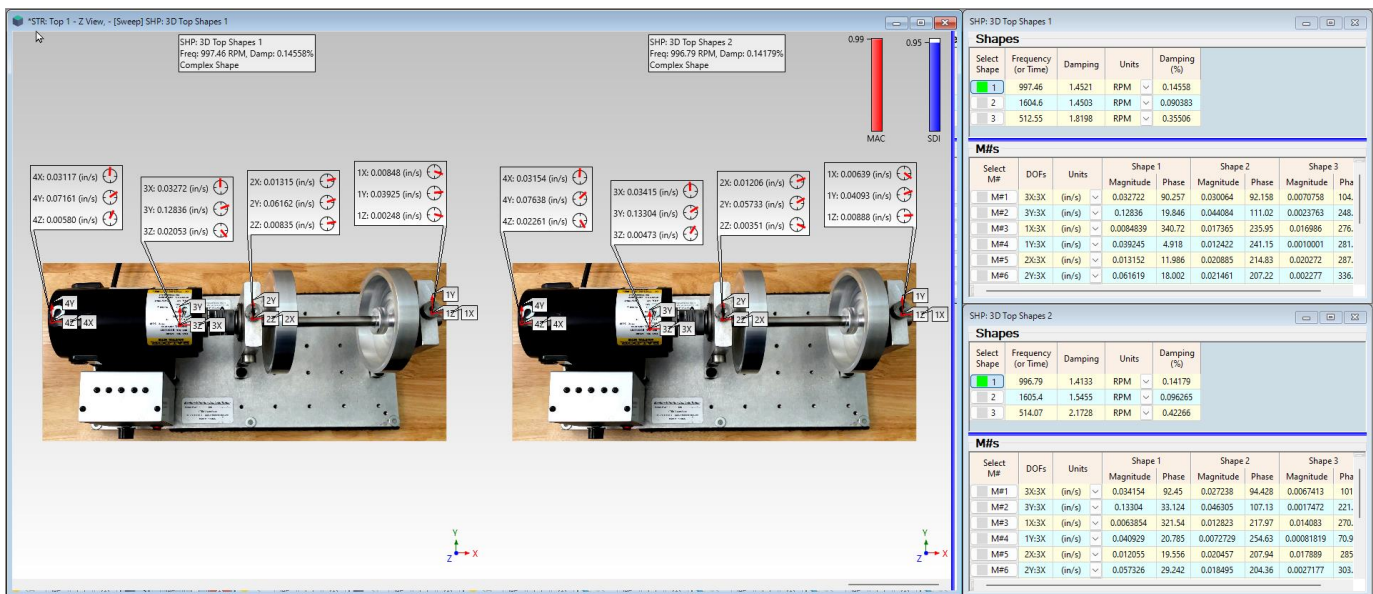 *STR: Top 1 - Z View, - [Sweep] SHP: 3D Top Shapes 1
SHP: 3D Top Shapes 1
Freq: 997.46 RPM, Damp: 0.14558%
Complex Shape
SHP: 3D Top Shapes 2
Freq: 996.79 RPM, Damp: 0.14179%
Complex Shape
0.99
0.95
MAC
SDI
4X: 0.03117 (in/s)
4Y: 0.07161 (in/s)
4Z: 0.00580 (in/s)
3X: 0.03272 (in/s)
3Y: 0.12836 (in/s)
3Z: 0.02053 (in/s)
2X: 0.01315 (in/s)
2Y: 0.06162 (in/s)
2Z: 0.00835 (in/s)
1X: 0.00848 (in/s)
1Y: 0.03925 (in/s)
1Z: 0.00248 (in/s)
4X: 0.03154 (in/s)
4Y: 0.07638 (in/s)
4Z: 0.02261 (in/s)
3X: 0.03415 (in/s)
3Y: 0.13304 (in/s)
3Z: 0.00473 (in/s)
2X: 0.01206 (in/s)
2Y: 0.05733 (in/s)
2Z: 0.00351 (in/s)
1X: 0.00639 (in/s)
1Y: 0.04093 (in/s)
1Z: 0.00888 (in/s)
4Y
4Z 4X
3Y
3Z 3X
2Y
2Z 2X
1Y
1Z 1X
4Y
4Z 4X
3Y
3Z 3X
2Y
2Z 2X
1Y
1Z 1X
Y
Z X
Y
Z X
SHP: 3D Top Shapes 1
Shapes
Select Shape Frequency (or Time) Damping Units Damping (%)
1 997.46 1.4521 RPM 0.14558
2 1604.6 1.4503 RPM 0.090383
3 512.55 1.8198 RPM 0.35506
M#s
Select M# DOFs Units Shape 1 Shape 2 Shape 3
Magnitude Phase Magnitude Phase Magnitude Pha
M#1 3X:3X (in/s) 0.032722 90.257 0.030064 92.158 0.0070758 104.
M#2 3Y:3X (in/s) 0.12836 19.846 0.044084 111.02 0.0023763 248.
M#3 1X:3X (in/s) 0.0084839 340.72 0.017365 235.95 0.016986 276.
M#4 1Y:3X (in/s) 0.039245 4.918 0.012422 241.15 0.0010001 281.
M#5 2X:3X (in/s) 0.013152 11.986 0.020885 214.83 0.020272 287.
M#6 2Y:3X (in/s) 0.061619 18.002 0.021461 207.22 0.002277 336.
SHP: 3D Top Shapes 2
Shapes
Select Shape Frequency (or Time) Damping Units Damping (%)
1 996.79 1.4133 RPM 0.14179
2 1605.4 1.5455 RPM 0.096265
3 514.07 2.1728 RPM 0.42266
M#s
Select M# DOFs Units Shape 1 Shape 2 Shape 3
Magnitude Phase Magnitude Phase Magnitude Pha
M#1 3X:3X (in/s) 0.034154 92.45 0.027238 94.428 0.0067413 101
M#2 3Y:3X (in/s) 0.13304 33.124 0.046305 107.13 0.0017472 221.
M#3 1X:3X (in/s) 0.0063854 321.54 0.012823 217.97 0.014083 270.
M#4 1Y:3X (in/s) 0.040929 20.785 0.0072729 254.63 0.00081819 70.9
M#5 2X:3X (in/s) 0.012055 19.556 0.020457 207.94 0.017889 285
M#6 2Y:3X (in/s) 0.057326 29.242 0.018495 204.36 0.0027177 303.